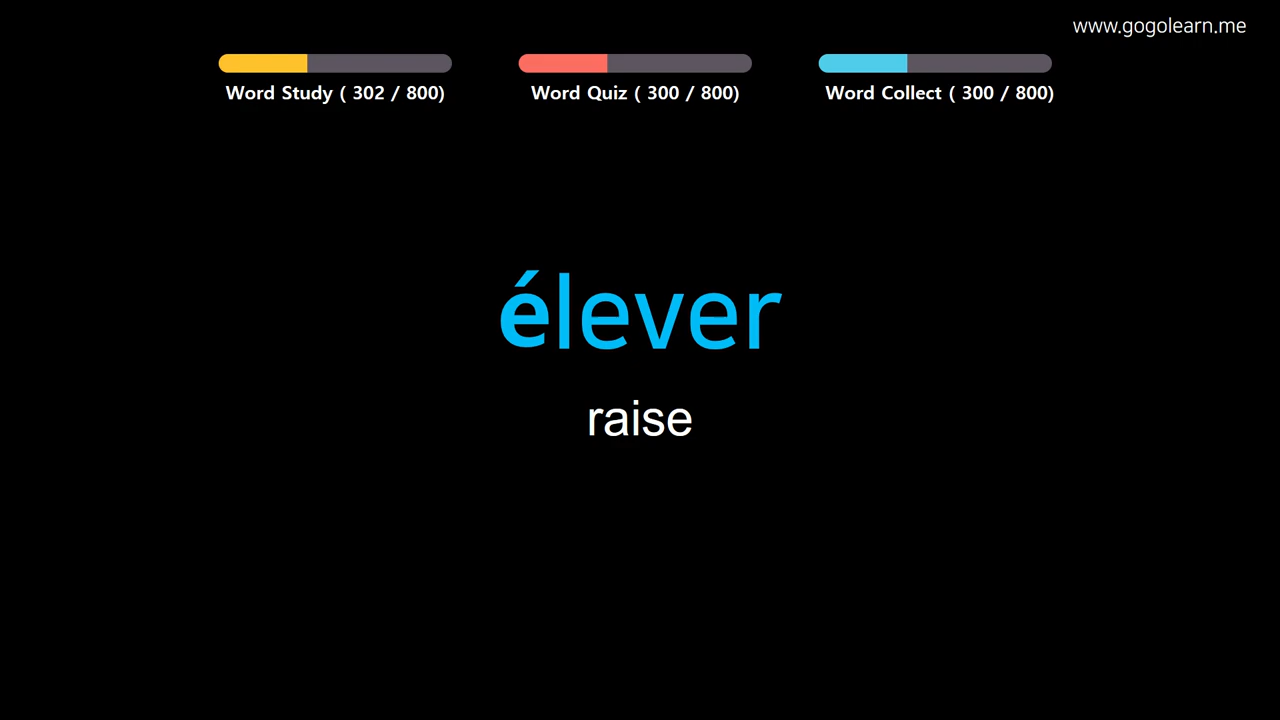 www.gogolearn.me
Word Study ( 302 / 800)
Word Quiz ( 300 / 800)
Word Collect ( 300 / 800)
élever
raise